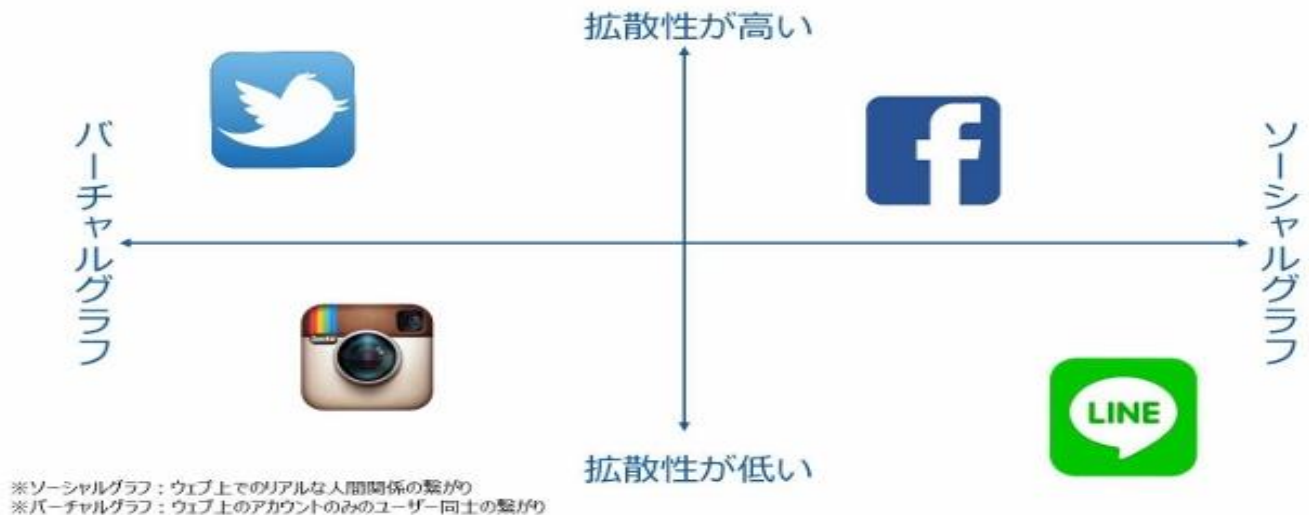 拡散性が高い
バーチャルグラフ
ソーシャルグラフ
LINE
拡散性が低い
※ソーシャルグラフ：ウェブ上でのリアルな人間関係の繋がり
※バーチャルグラフ：ウェブ上のアカウントのみのユーザー同士の繋がり